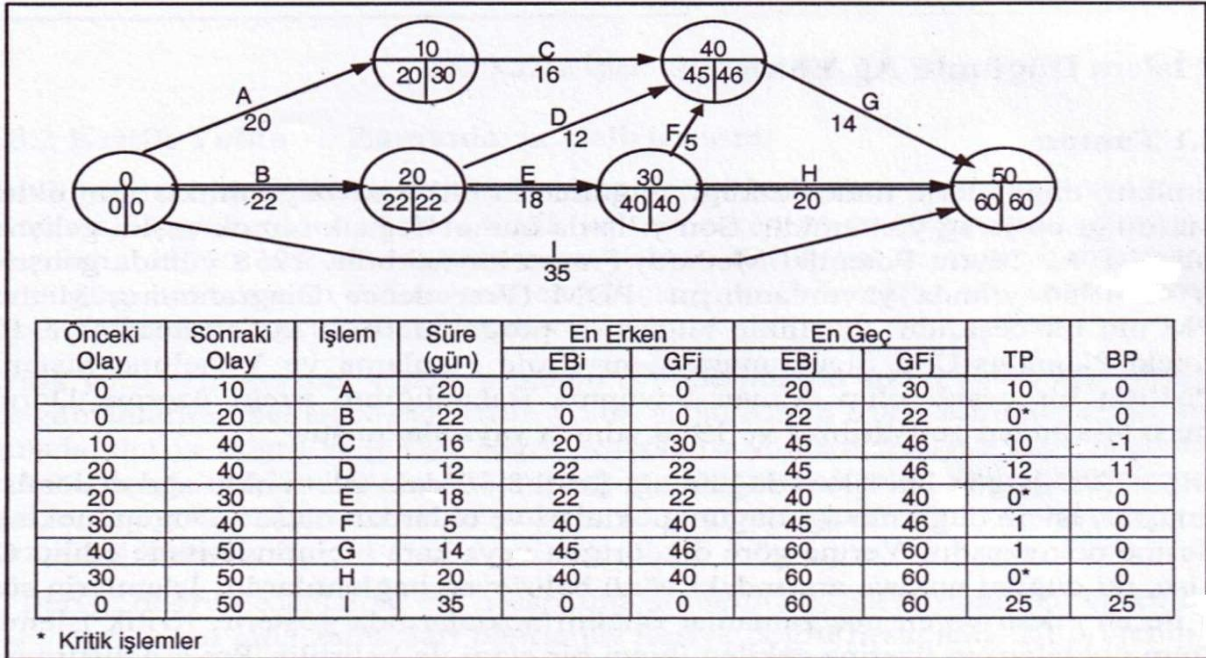 10
20 30
C
16
40
45 46
A
20
D
12
F
5
G
14
0
0 0
B
22
20
22 22
E
18
30
40 40
H
20
50
60 60
I
35
Önceki Olay Sonraki Olay İşlem Süre (gün) En Erken En Geç TP BP
EBi GFi EBi GFi
0 10 A 20 0 0 20 30 10 0
0 20 B 22 0 0 22 22 0* 0
10 40 C 16 20 30 45 46 10 -1
20 40 D 12 22 22 45 46 12 11
20 30 E 18 22 22 40 40 0* 0
30 40 F 5 40 40 45 46 1 0
40 50 G 14 45 46 60 60 1 0
30 50 H 20 40 40 60 60 0* 0
0 50 I 35 0 0 60 60 25 25
* Kritik işlemler